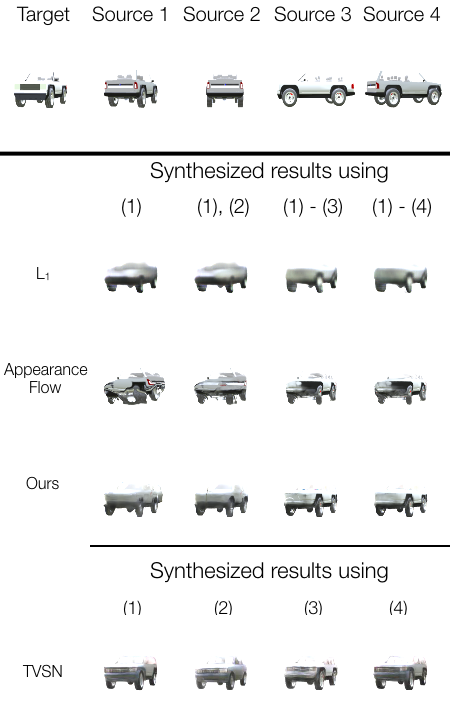 Target Source 1 Source 2 Source 3 Source 4
Synthesized results using
(1) (1), (2) (1) - (3) (1) - (4)
L₁
Appearance
Flow
Ours
Synthesized results using
(1) (2) (3) (4)
TVSN